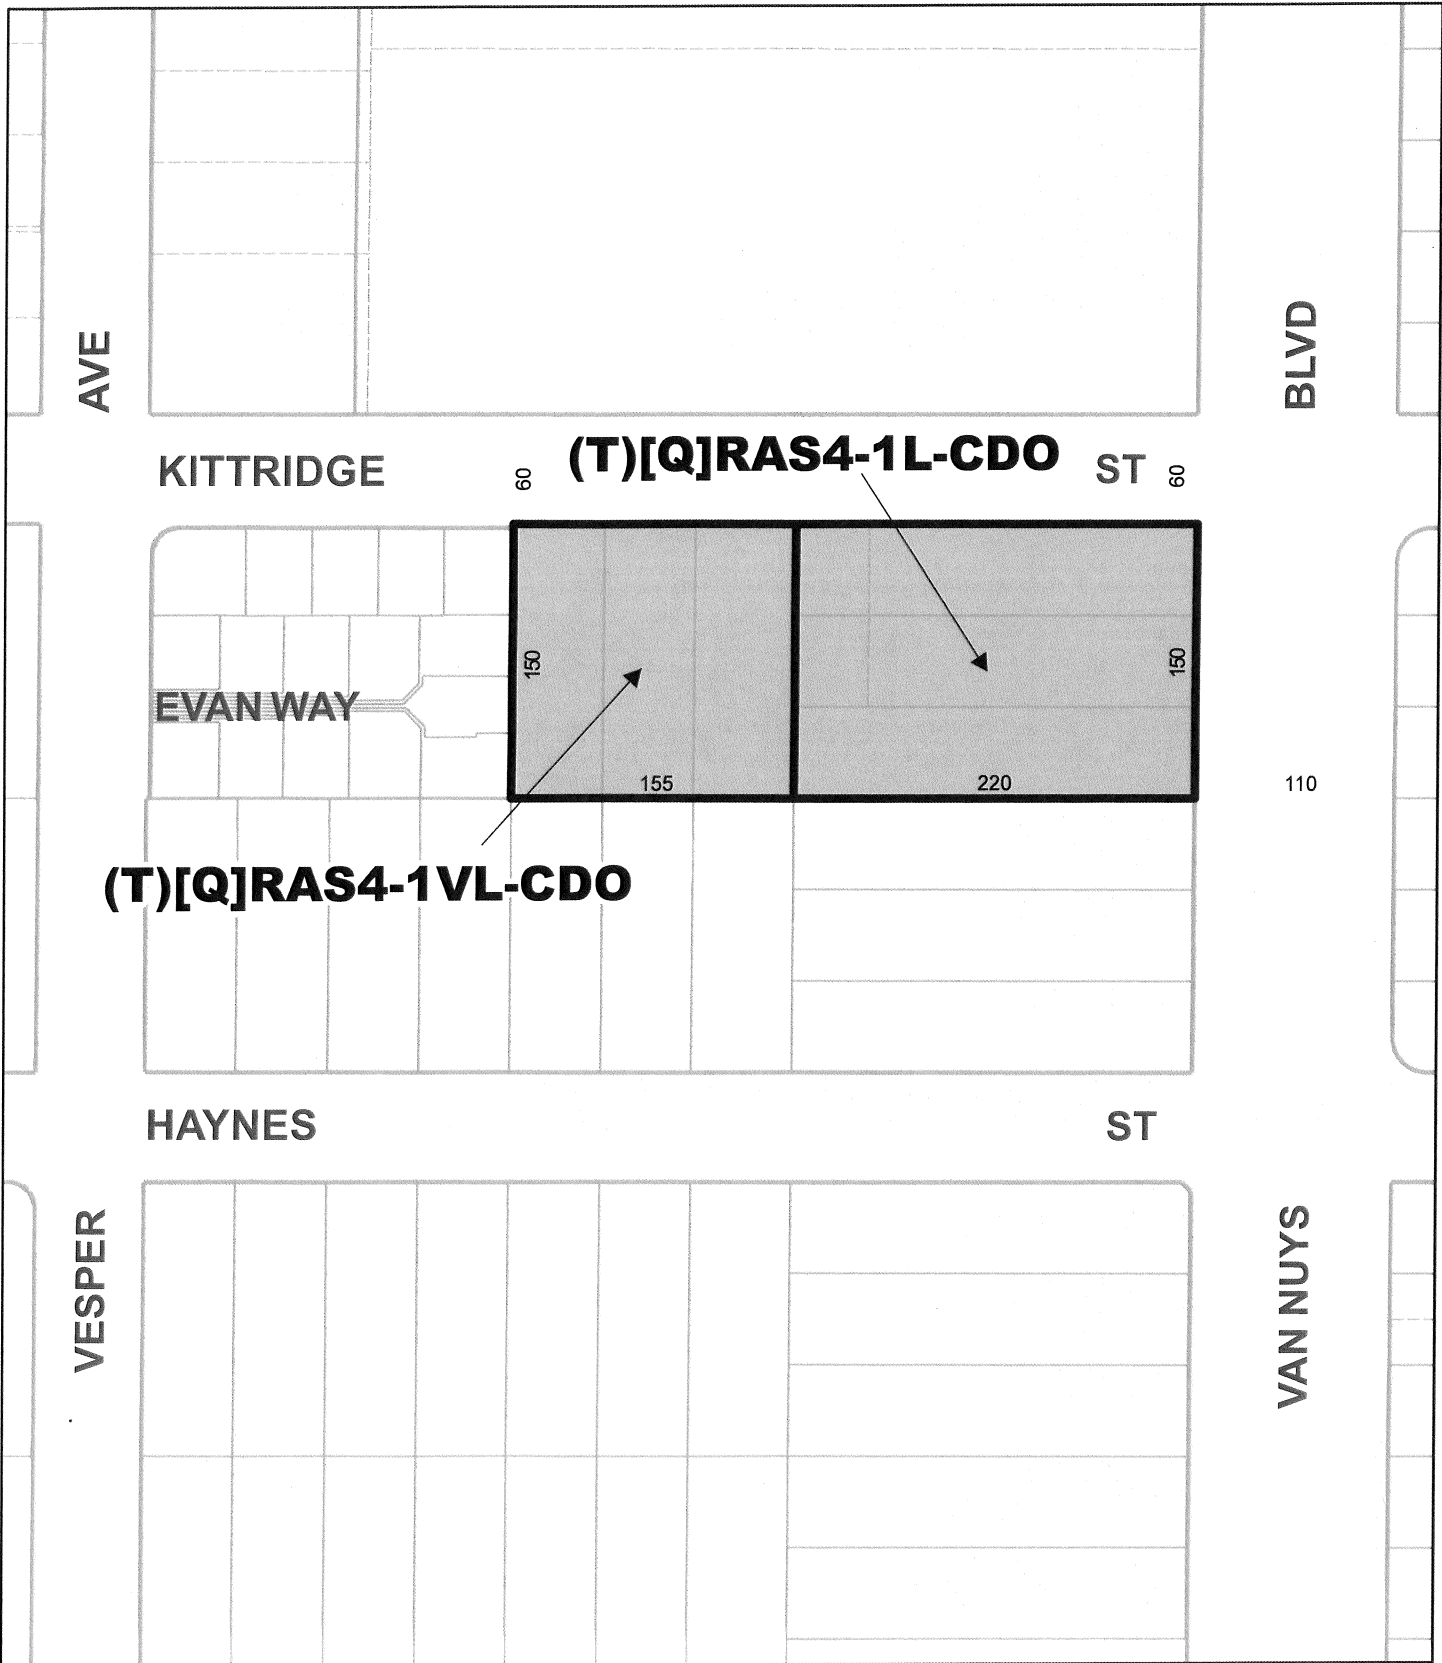 AVE
BLVD
KITTRIDGE
60
(T)[Q]RAS4-1L-CDO
ST
60
150
150
EVAN WAY
155
220
110
(T)[Q]RAS4-1VL-CDO
HAYNES
ST
VESPER
VAN NUYS